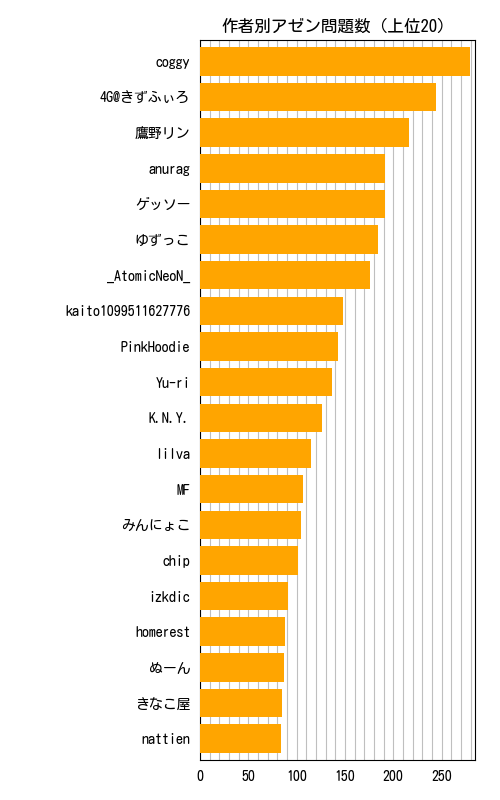 作者別アゼン問題数 (上位20)
coggy
4G@きずふぃろ
鷹野リン
anurag
ゲッソー
ゆずっこ
_AtomicNeoN_
kaito1099511627776
PinkHoodie
Yu-ri
K.N.Y.
lilva
MF
みんにょこ
chip
izkdic
homerest
ぬーん
きなこ屋
nattien
0 50 100 150 200 250